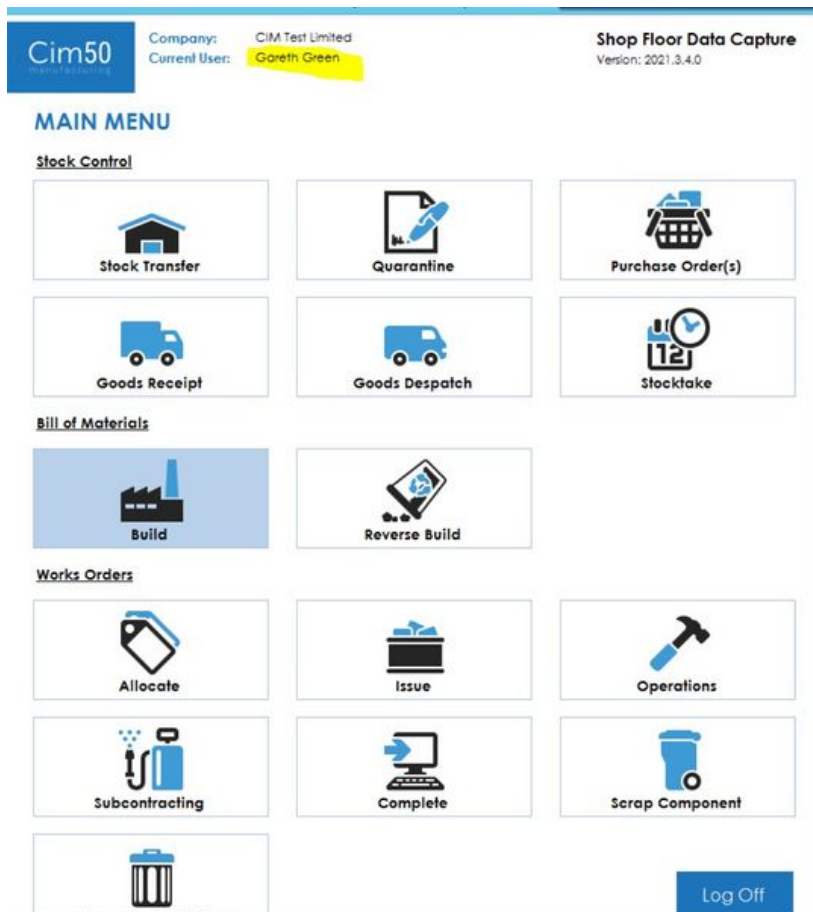 Cim50
manufacturing
Company: CIM Test Limited
Current User: Gareth Green
Shop Floor Data Capture
Version: 2021.3.4.0
MAIN MENU
Stock Control
Stock Transfer
Quarantine
Purchase Order(s)
Goods Receipt
Goods Despatch
12
Stocktake
Bill of Materials
Build
Reverse Build
Works Orders
Allocate
Issue
Operations
Subcontracting
Complete
Scrap Component
Log Off